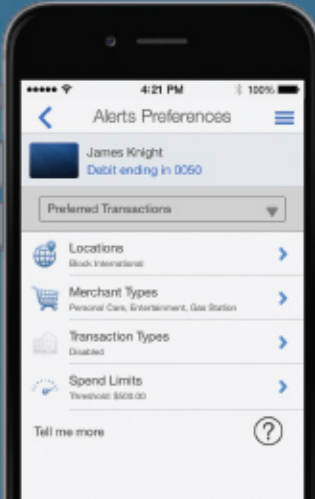 4:21 PM
100%
Alerts Preferences
James Knight
Debit ending in 0050
Preferred Transactions
Locations
Block International
Merchant Types
Personal Care, Entertainment, Gas Station
Transaction Types
Disabled
Spend Limits
Threshold: $500.00
Tell me more
?